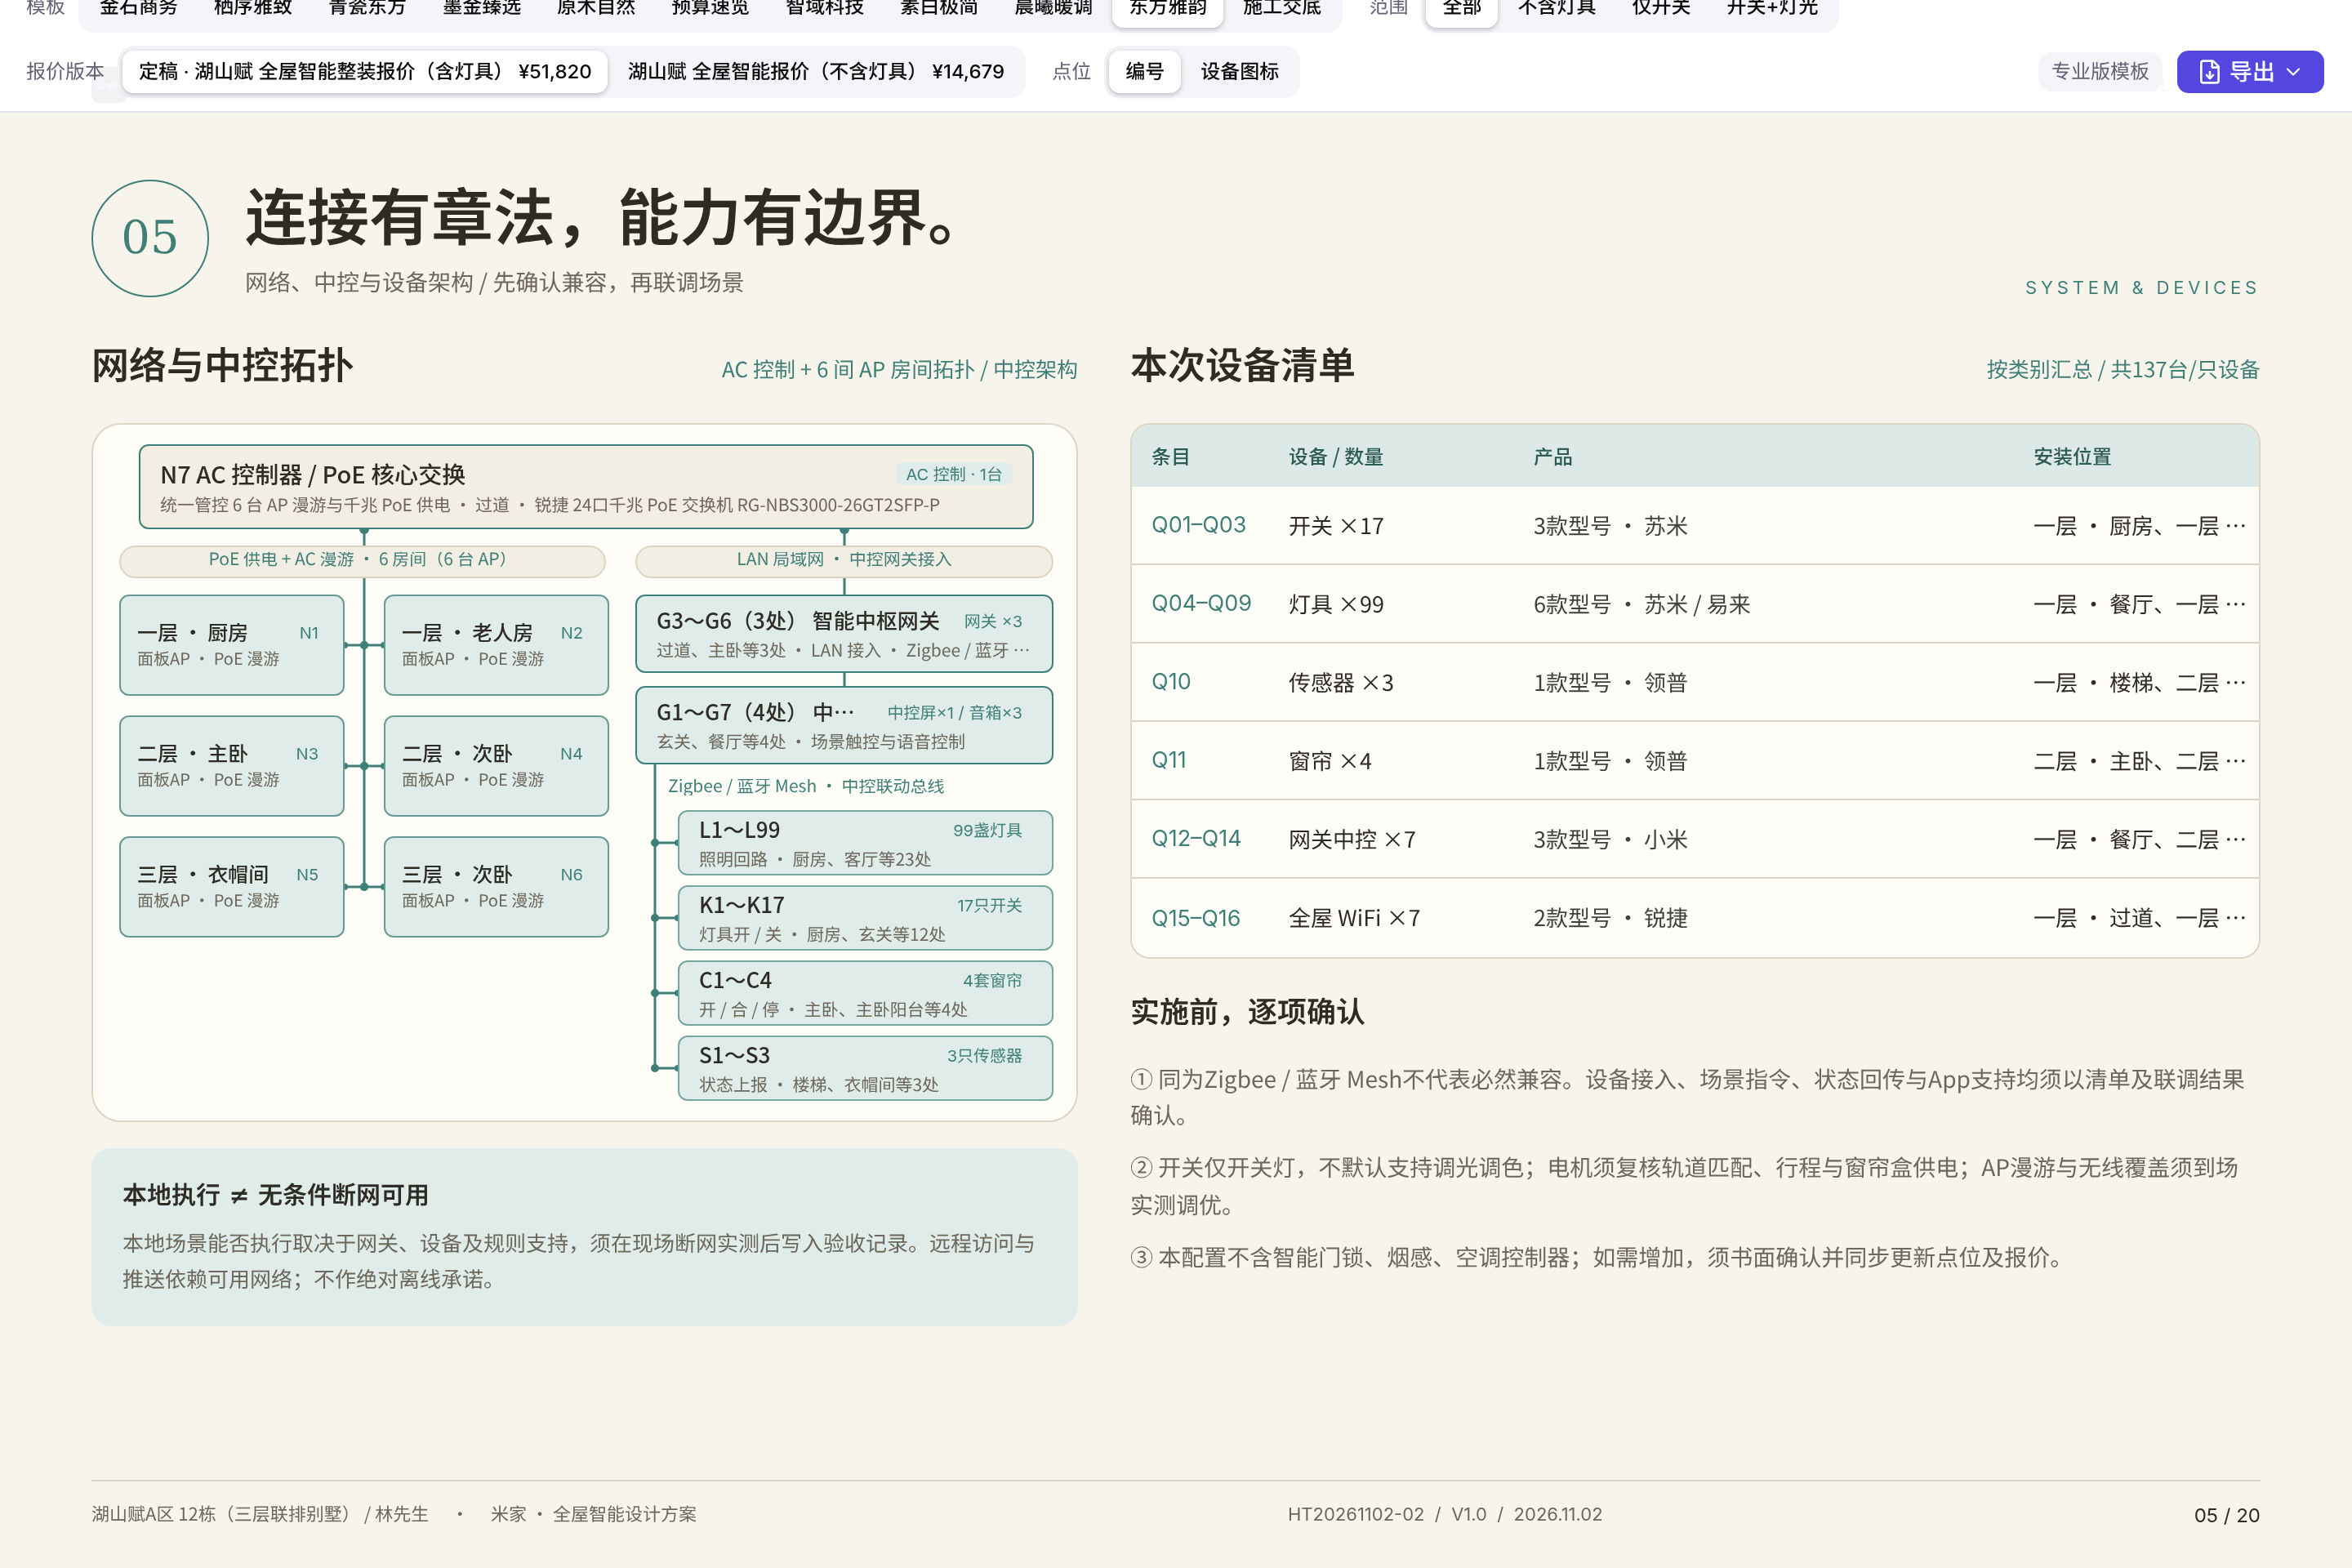 模板 金石商务 栖序雅致 青瓷东方 墨金臻选 原木自然 预算速览 智域科技 素白极简 晨曦暖调 东方雅韵 施工交底 范围 全部 不含灯具 仅开关 开关+灯光
报价版本 定稿 · 湖山赋 全屋智能整装报价（含灯具） ¥51,820 湖山赋 全屋智能报价（不含灯具） ¥14,679 点位 编号 设备图标 专业版模板 导出
05
连接有章法，能力有边界。
网络、中控与设备架构 / 先确认兼容，再联调场景
SYSTEM & DEVICES
网络与中控拓扑
AC 控制 + 6 间 AP 房间拓扑 / 中控架构
N7 AC 控制器 / PoE 核心交换
AC 控制 · 1台
统一管控 6 台 AP 漫游与千兆 PoE 供电 · 过道 · 锐捷 24口千兆 PoE 交换机 RG-NBS3000-26GT2SFP-P
PoE 供电 + AC 漫游 · 6 房间（6 台 AP）
一层 · 厨房 N1
面板AP · PoE 漫游
一层 · 老人房 N2
面板AP · PoE 漫游
二层 · 主卧 N3
面板AP · PoE 漫游
二层 · 次卧 N4
面板AP · PoE 漫游
三层 · 衣帽间 N5
面板AP · PoE 漫游
三层 · 次卧 N6
面板AP · PoE 漫游
LAN 局域网 · 中控网关接入
G3～G6（3处） 智能中枢网关 网关 ×3
过道、主卧等3处 · LAN 接入 · Zigbee / 蓝牙 …
G1～G7（4处） 中… 中控屏×1 / 音箱×3
玄关、餐厅等4处 · 场景触控与语音控制
Zigbee / 蓝牙 Mesh · 中控联动总线
L1～L99 99盏灯具
照明回路 · 厨房、客厅等23处
K1～K17 17只开关
灯具开 / 关 · 厨房、玄关等12处
C1～C4 4套窗帘
开 / 合 / 停 · 主卧、主卧阳台等4处
S1～S3 3只传感器
状态上报 · 楼梯、衣帽间等3处
本地执行 ≠ 无条件断网可用
本地场景能否执行取决于网关、设备及规则支持，须在现场断网实测后写入验收记录。远程访问与
推送依赖可用网络；不作绝对离线承诺。
本次设备清单
按类别汇总 / 共137台/只设备
条目 设备 / 数量 产品 安装位置
Q01–Q03 开关 ×17 3款型号 · 苏米 一层 · 厨房、一层 …
Q04–Q09 灯具 ×99 6款型号 · 苏米 / 易来 一层 · 餐厅、一层 …
Q10 传感器 ×3 1款型号 · 领普 一层 · 楼梯、二层 …
Q11 窗帘 ×4 1款型号 · 领普 二层 · 主卧、二层 …
Q12–Q14 网关中控 ×7 3款型号 · 小米 一层 · 餐厅、二层 …
Q15–Q16 全屋 WiFi ×7 2款型号 · 锐捷 一层 · 过道、一层 …
实施前，逐项确认
① 同为Zigbee / 蓝牙 Mesh不代表必然兼容。设备接入、场景指令、状态回传与App支持均须以清单及联调结果
确认。
② 开关仅开关灯，不默认支持调光调色；电机须复核轨道匹配、行程与窗帘盒供电；AP漫游与无线覆盖须到场
实测调优。
③ 本配置不含智能门锁、烟感、空调控制器；如需增加，须书面确认并同步更新点位及报价。
湖山赋A区 12栋（三层联排别墅） / 林先生 · 米家 · 全屋智能设计方案
HT20261102-02 / V1.0 / 2026.11.02
05 / 20